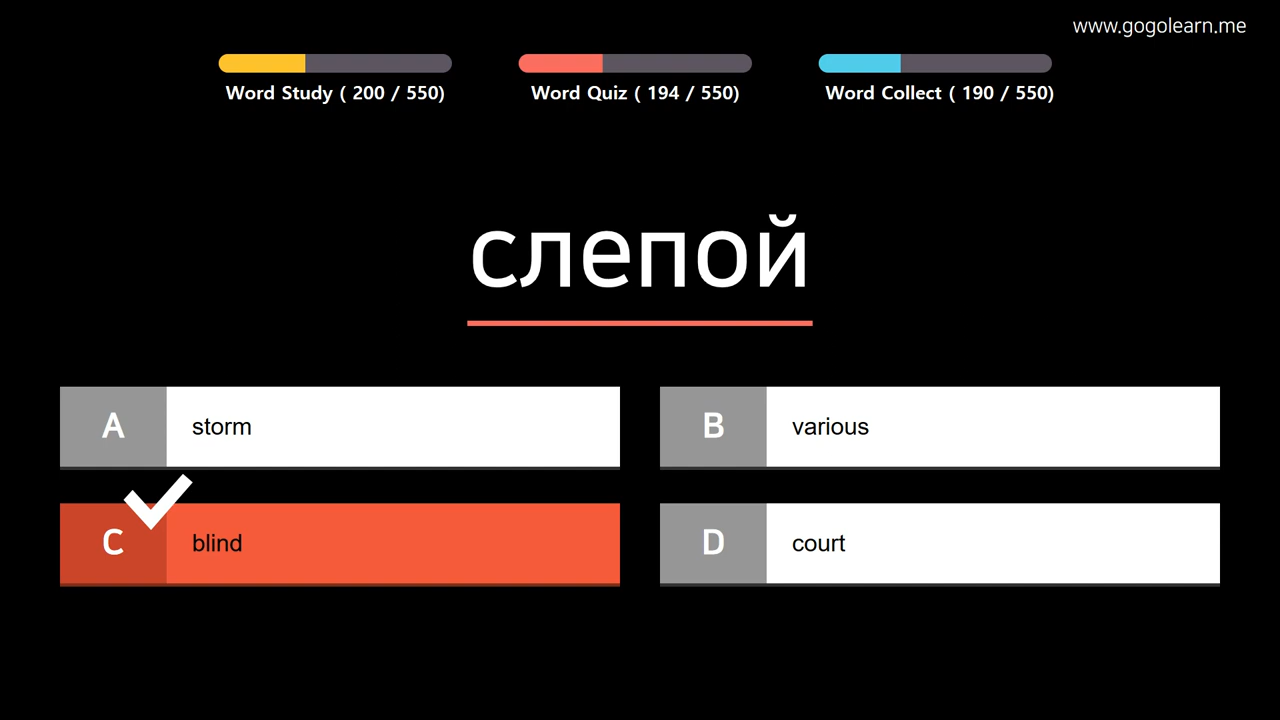 www.gogolearn.me
Word Study ( 200 / 550)
Word Quiz ( 194 / 550)
Word Collect ( 190 / 550)
слепой
A storm
B various
C blind
D court